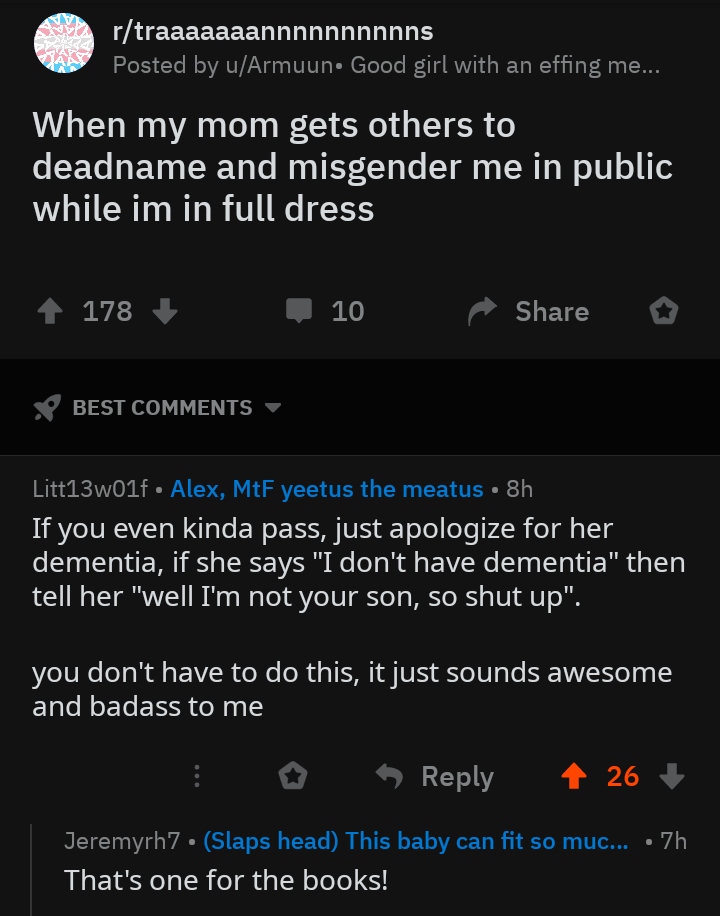 r/traaaaaaannnnnnnnnns
Posted by u/Armuun• Good girl with an effing me...
When my mom gets others to
deadname and misgender me in public
while im in full dress
178
10
Share
BEST COMMENTS
Litt13w01f • Alex, MtF yeetus the meatus • 8h
If you even kinda pass, just apologize for her
dementia, if she says "I don't have dementia" then
tell her "well I'm not your son, so shut up".
you don't have to do this, it just sounds awesome
and badass to me
Reply
26
Jeremyrh7 • (Slaps head) This baby can fit so muc... • 7h
That's one for the books!